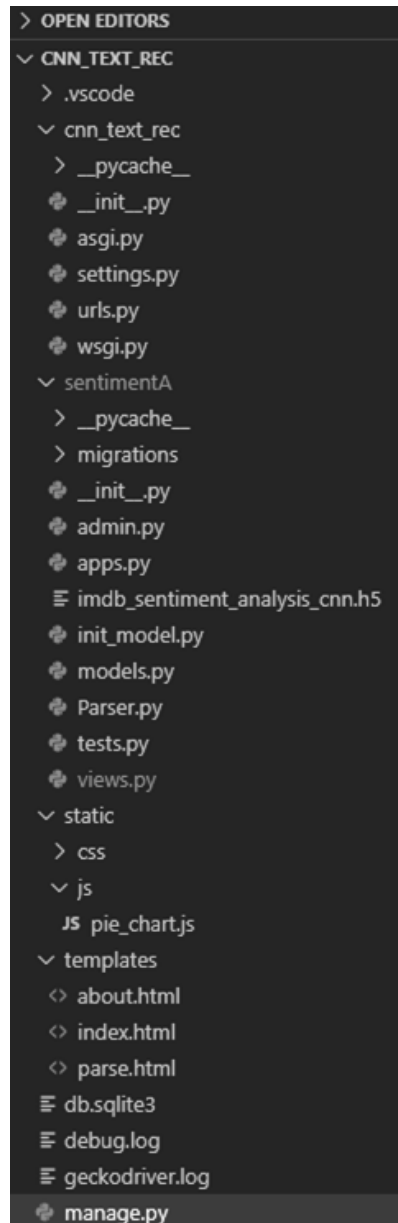 OPEN EDITORS
CNN_TEXT_REC
.vscode
cnn_text_rec
__pycache__
__init__.py
asgi.py
settings.py
urls.py
wsgi.py
sentimentA
__pycache__
migrations
__init__.py
admin.py
apps.py
imdb_sentiment_analysis_cnn.h5
init_model.py
models.py
Parser.py
tests.py
views.py
static
css
js
JS pie_chart.js
templates
<> about.html
<> index.html
<> parse.html
db.sqlite3
debug.log
geckodriver.log
manage.py